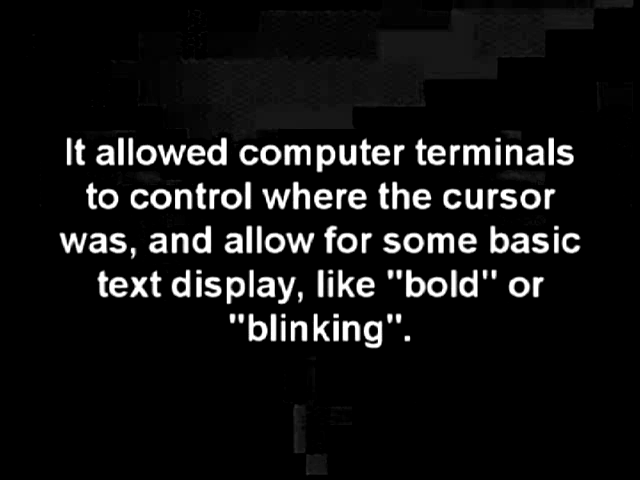 It allowed computer terminals
to control where the cursor
was, and allow for some basic
text display, like "bold" or
"blinking".